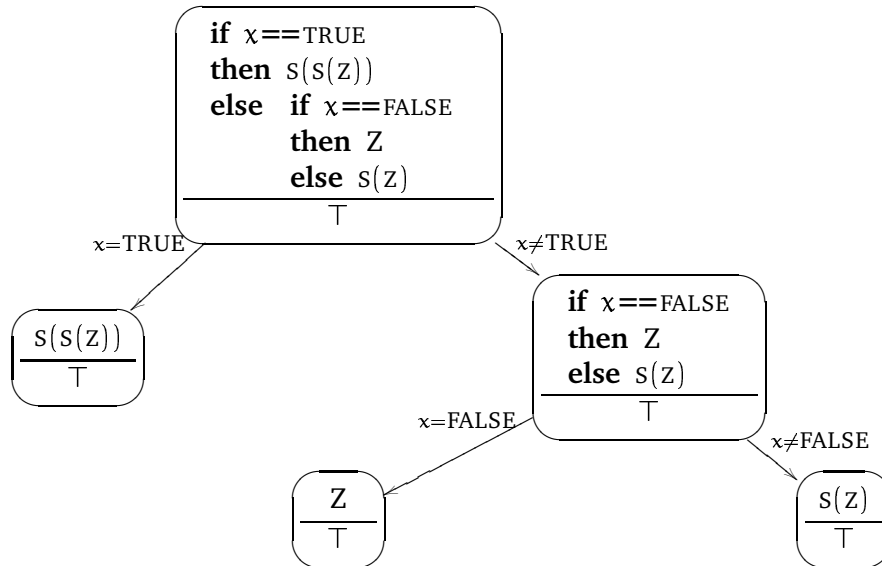 if x==TRUE
then S(S(Z))
else if x==FALSE
then Z
else S(Z)
⊤
x=TRUE
x≠TRUE
S(S(Z))
⊤
if x==FALSE
then Z
else S(Z)
⊤
x=FALSE
x≠FALSE
Z
⊤
S(Z)
⊤